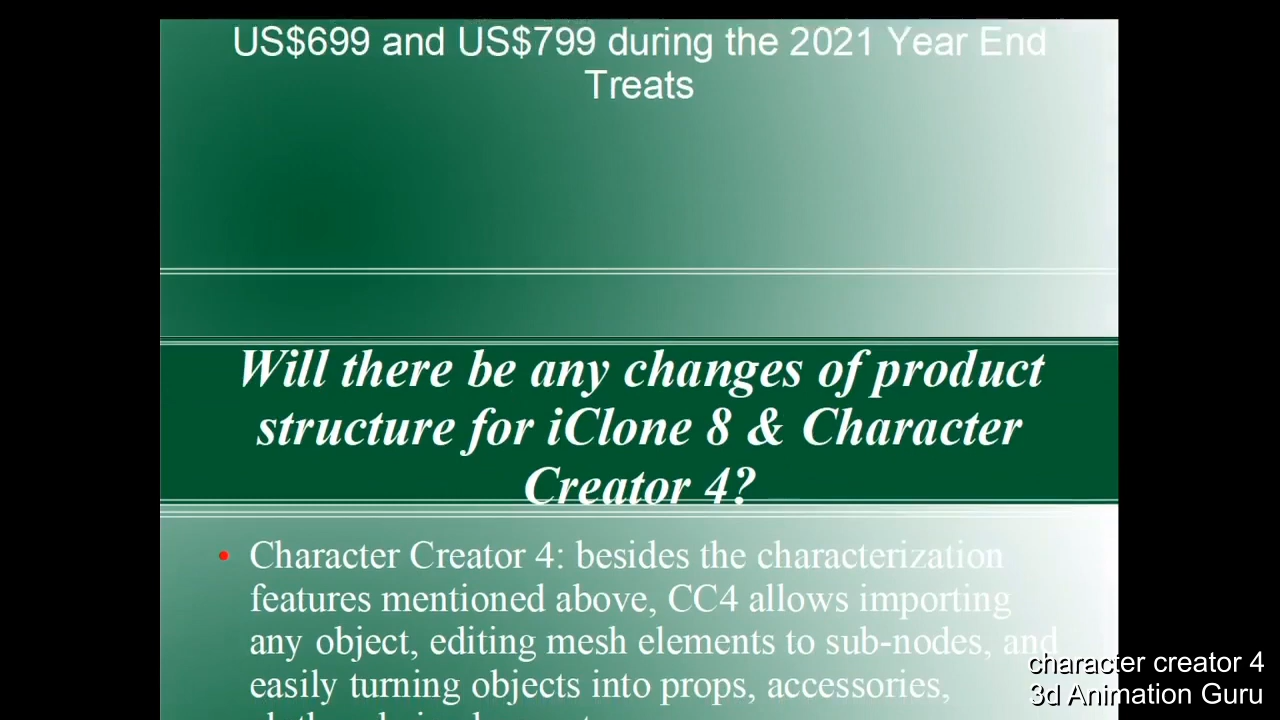 US$699 and US$799 during the 2021 Year End
Treats
Will there be any changes of product
structure for iClone 8 & Character
Creator 4?
• Character Creator 4: besides the characterization
features mentioned above, CC4 allows importing
any object, editing mesh elements to sub-nodes, and
easily turning objects into props, accessories,
character creator 4
3d Animation Guru